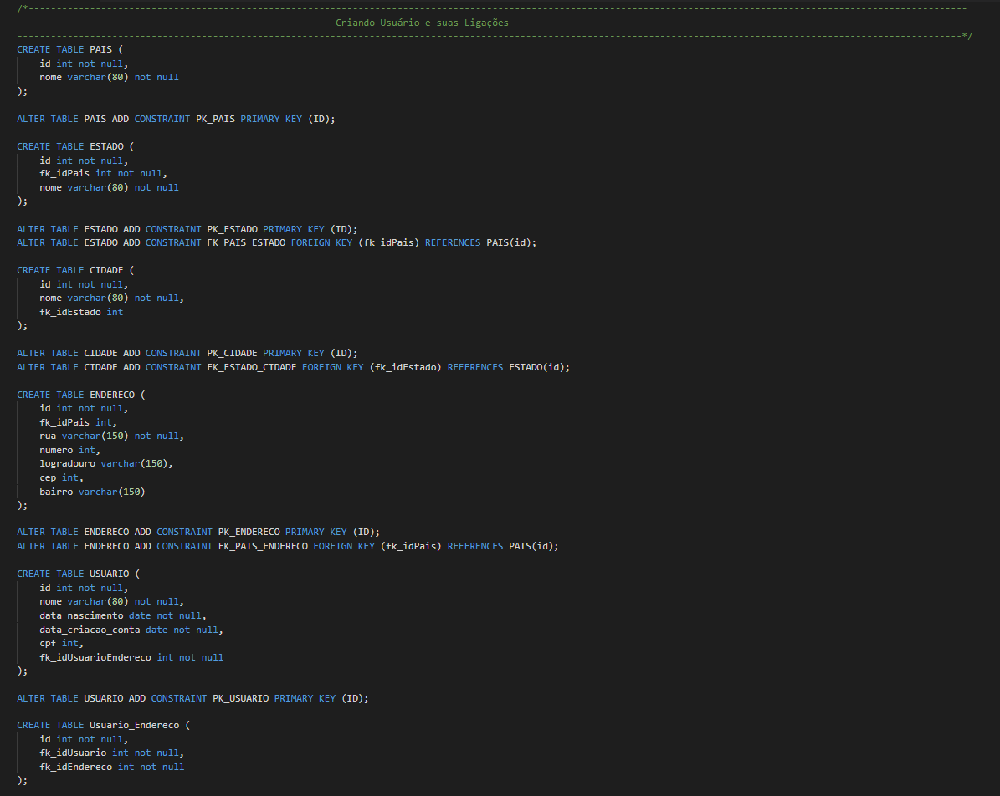 /*------------------------------------------------------------------------------------------------------------------------------------------------------------------------
----------------------------------------------------- Criando Usuário e suas Ligações -----------------------------------------------------------------------------
-------------------------------------------------------------------------------------------------------------------------------------------------------------------------*/
CREATE TABLE PAIS (
    id int not null,
    nome varchar(80) not null
);
ALTER TABLE PAIS ADD CONSTRAINT PK_PAIS PRIMARY KEY (ID);
CREATE TABLE ESTADO (
    id int not null,
    fk_idPais int not null,
    nome varchar(80) not null
);
ALTER TABLE ESTADO ADD CONSTRAINT PK_ESTADO PRIMARY KEY (ID);
ALTER TABLE ESTADO ADD CONSTRAINT FK_PAIS_ESTADO FOREIGN KEY (fk_idPais) REFERENCES PAIS(id);
CREATE TABLE CIDADE (
    id int not null,
    nome varchar(80) not null,
    fk_idEstado int
);
ALTER TABLE CIDADE ADD CONSTRAINT PK_CIDADE PRIMARY KEY (ID);
ALTER TABLE CIDADE ADD CONSTRAINT FK_ESTADO_CIDADE FOREIGN KEY (fk_idEstado) REFERENCES ESTADO(id);
CREATE TABLE ENDERECO (
    id int not null,
    fk_idPais int,
    rua varchar(150) not null,
    numero int,
    logradouro varchar(150),
    cep int,
    bairro varchar(150)
);
ALTER TABLE ENDERECO ADD CONSTRAINT PK_ENDERECO PRIMARY KEY (ID);
ALTER TABLE ENDERECO ADD CONSTRAINT FK_PAIS_ENDERECO FOREIGN KEY (fk_idPais) REFERENCES PAIS(id);
CREATE TABLE USUARIO (
    id int not null,
    nome varchar(80) not null,
    data_nascimento date not null,
    data_criacao_conta date not null,
    cpf int,
    fk_idUsuarioEndereco int not null
);
ALTER TABLE USUARIO ADD CONSTRAINT PK_USUARIO PRIMARY KEY (ID);
CREATE TABLE Usuario_Endereco (
    id int not null,
    fk_idUsuario int not null,
    fk_idEndereco int not null
);